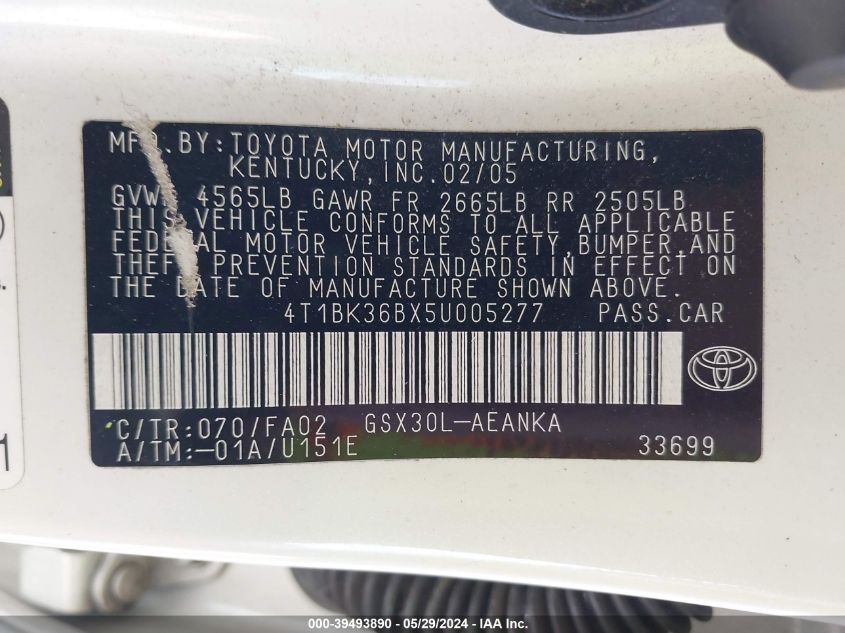 MFD.BY:TOYOTA MOTOR MANUFACTURING,
KENTUCKY,INC.02/05
GVWR 4565LB GAWR FR 2665LB RR 2505LB
THIS VEHICLE CONFORMS TO ALL APPLICABLE
FEDERAL MOTOR VEHICLE SAFETY,BUMPER,AND
THEFT PREVENTION STANDARDS IN EFFECT ON
THE DATE OF MANUFACTURE SHOWN ABOVE.
4T1BK36BX5U005277 PASS.CAR
C/TR:070/FA02 GSX30L-AEANKA
A/TM:-01A/U151E 33699
1
000-39493890 - 05/29/2024 - IAA Inc.